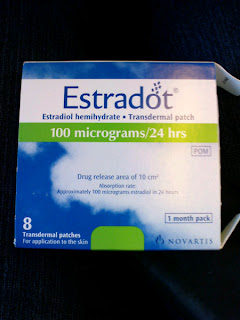 Estradot®
Estradiol hemihydrate • Transdermal patch
100 micrograms/24 hrs
POM
Drug release area of 10 cm²
Absorption rate:
Approximately 100 micrograms estradiol in 24 hours
1 month pack
8
Transdermal patches
For application to the skin
NOVARTIS